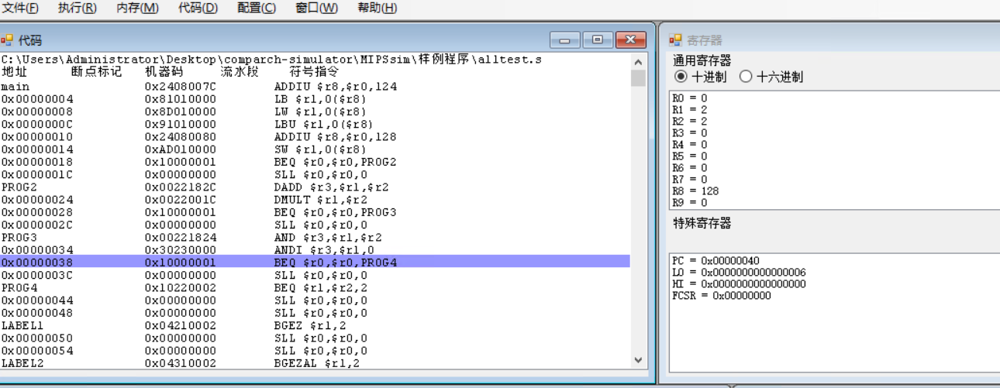 文件(F) 执行(R) 内存(M) 代码(D) 配置(C) 窗口(W) 帮助(H)
代码
C:\Users\Administrator\Desktop\comparch-simulator\MIPSsim\样例程序\alltest.s
地址 断点标记 机器码 流水段 符号指令
main 0x2408007C ADDIU $r8,$r0,124
0x00000004 0x81010000 LB $r1,0($r8)
0x00000008 0x8D010000 LW $r1,0($r8)
0x0000000C 0x91010000 LBU $r1,0($r8)
0x00000010 0x24080080 ADDIU $r8,$r0,128
0x00000014 0xAD010000 SW $r1,0($r8)
0x00000018 0x10000001 BEQ $r0,$r0,PROG2
0x0000001C 0x00000000 SLL $r0,$r0,0
PROG2 0x0022182C DADD $r3,$r1,$r2
0x00000024 0x0022001C DMULT $r1,$r2
0x00000028 0x10000001 BEQ $r0,$r0,PROG3
0x0000002C 0x00000000 SLL $r0,$r0,0
PROG3 0x00221824 AND $r3,$r1,$r2
0x00000034 0x30230000 ANDI $r3,$r1,0
0x00000038 0x10000001 BEQ $r0,$r0,PROG4
0x0000003C 0x00000000 SLL $r0,$r0,0
PROG4 0x10220002 BEQ $r1,$r2,2
0x00000044 0x00000000 SLL $r0,$r0,0
0x00000048 0x00000000 SLL $r0,$r0,0
LABEL1 0x04210002 BGEZ $r1,2
0x00000050 0x00000000 SLL $r0,$r0,0
0x00000054 0x00000000 SLL $r0,$r0,0
LABEL2 0x04310002 BGEZAL $r1,2
寄存器
通用寄存器
十进制 十六进制
R0 = 0
R1 = 2
R2 = 2
R3 = 0
R4 = 0
R5 = 0
R6 = 0
R7 = 0
R8 = 128
R9 = 0
特殊寄存器
PC = 0x00000040
LO = 0x0000000000000006
HI = 0x0000000000000000
FCSR = 0x00000000